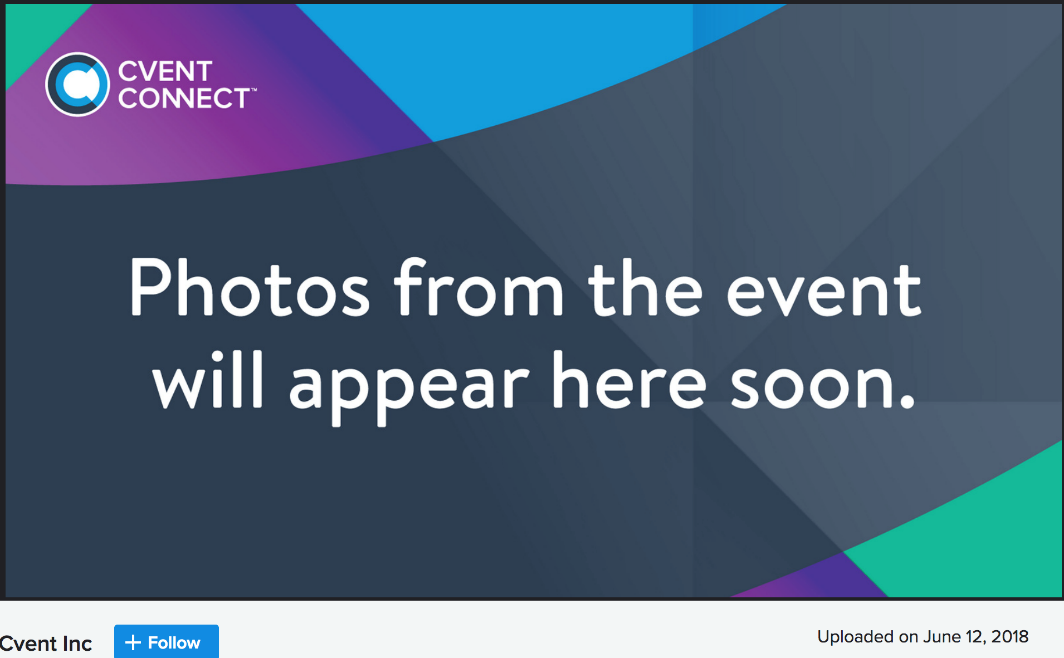 CVENT
CONNECT™
Photos from the event
will appear here soon.
Cvent Inc
+ Follow
Uploaded on June 12, 2018